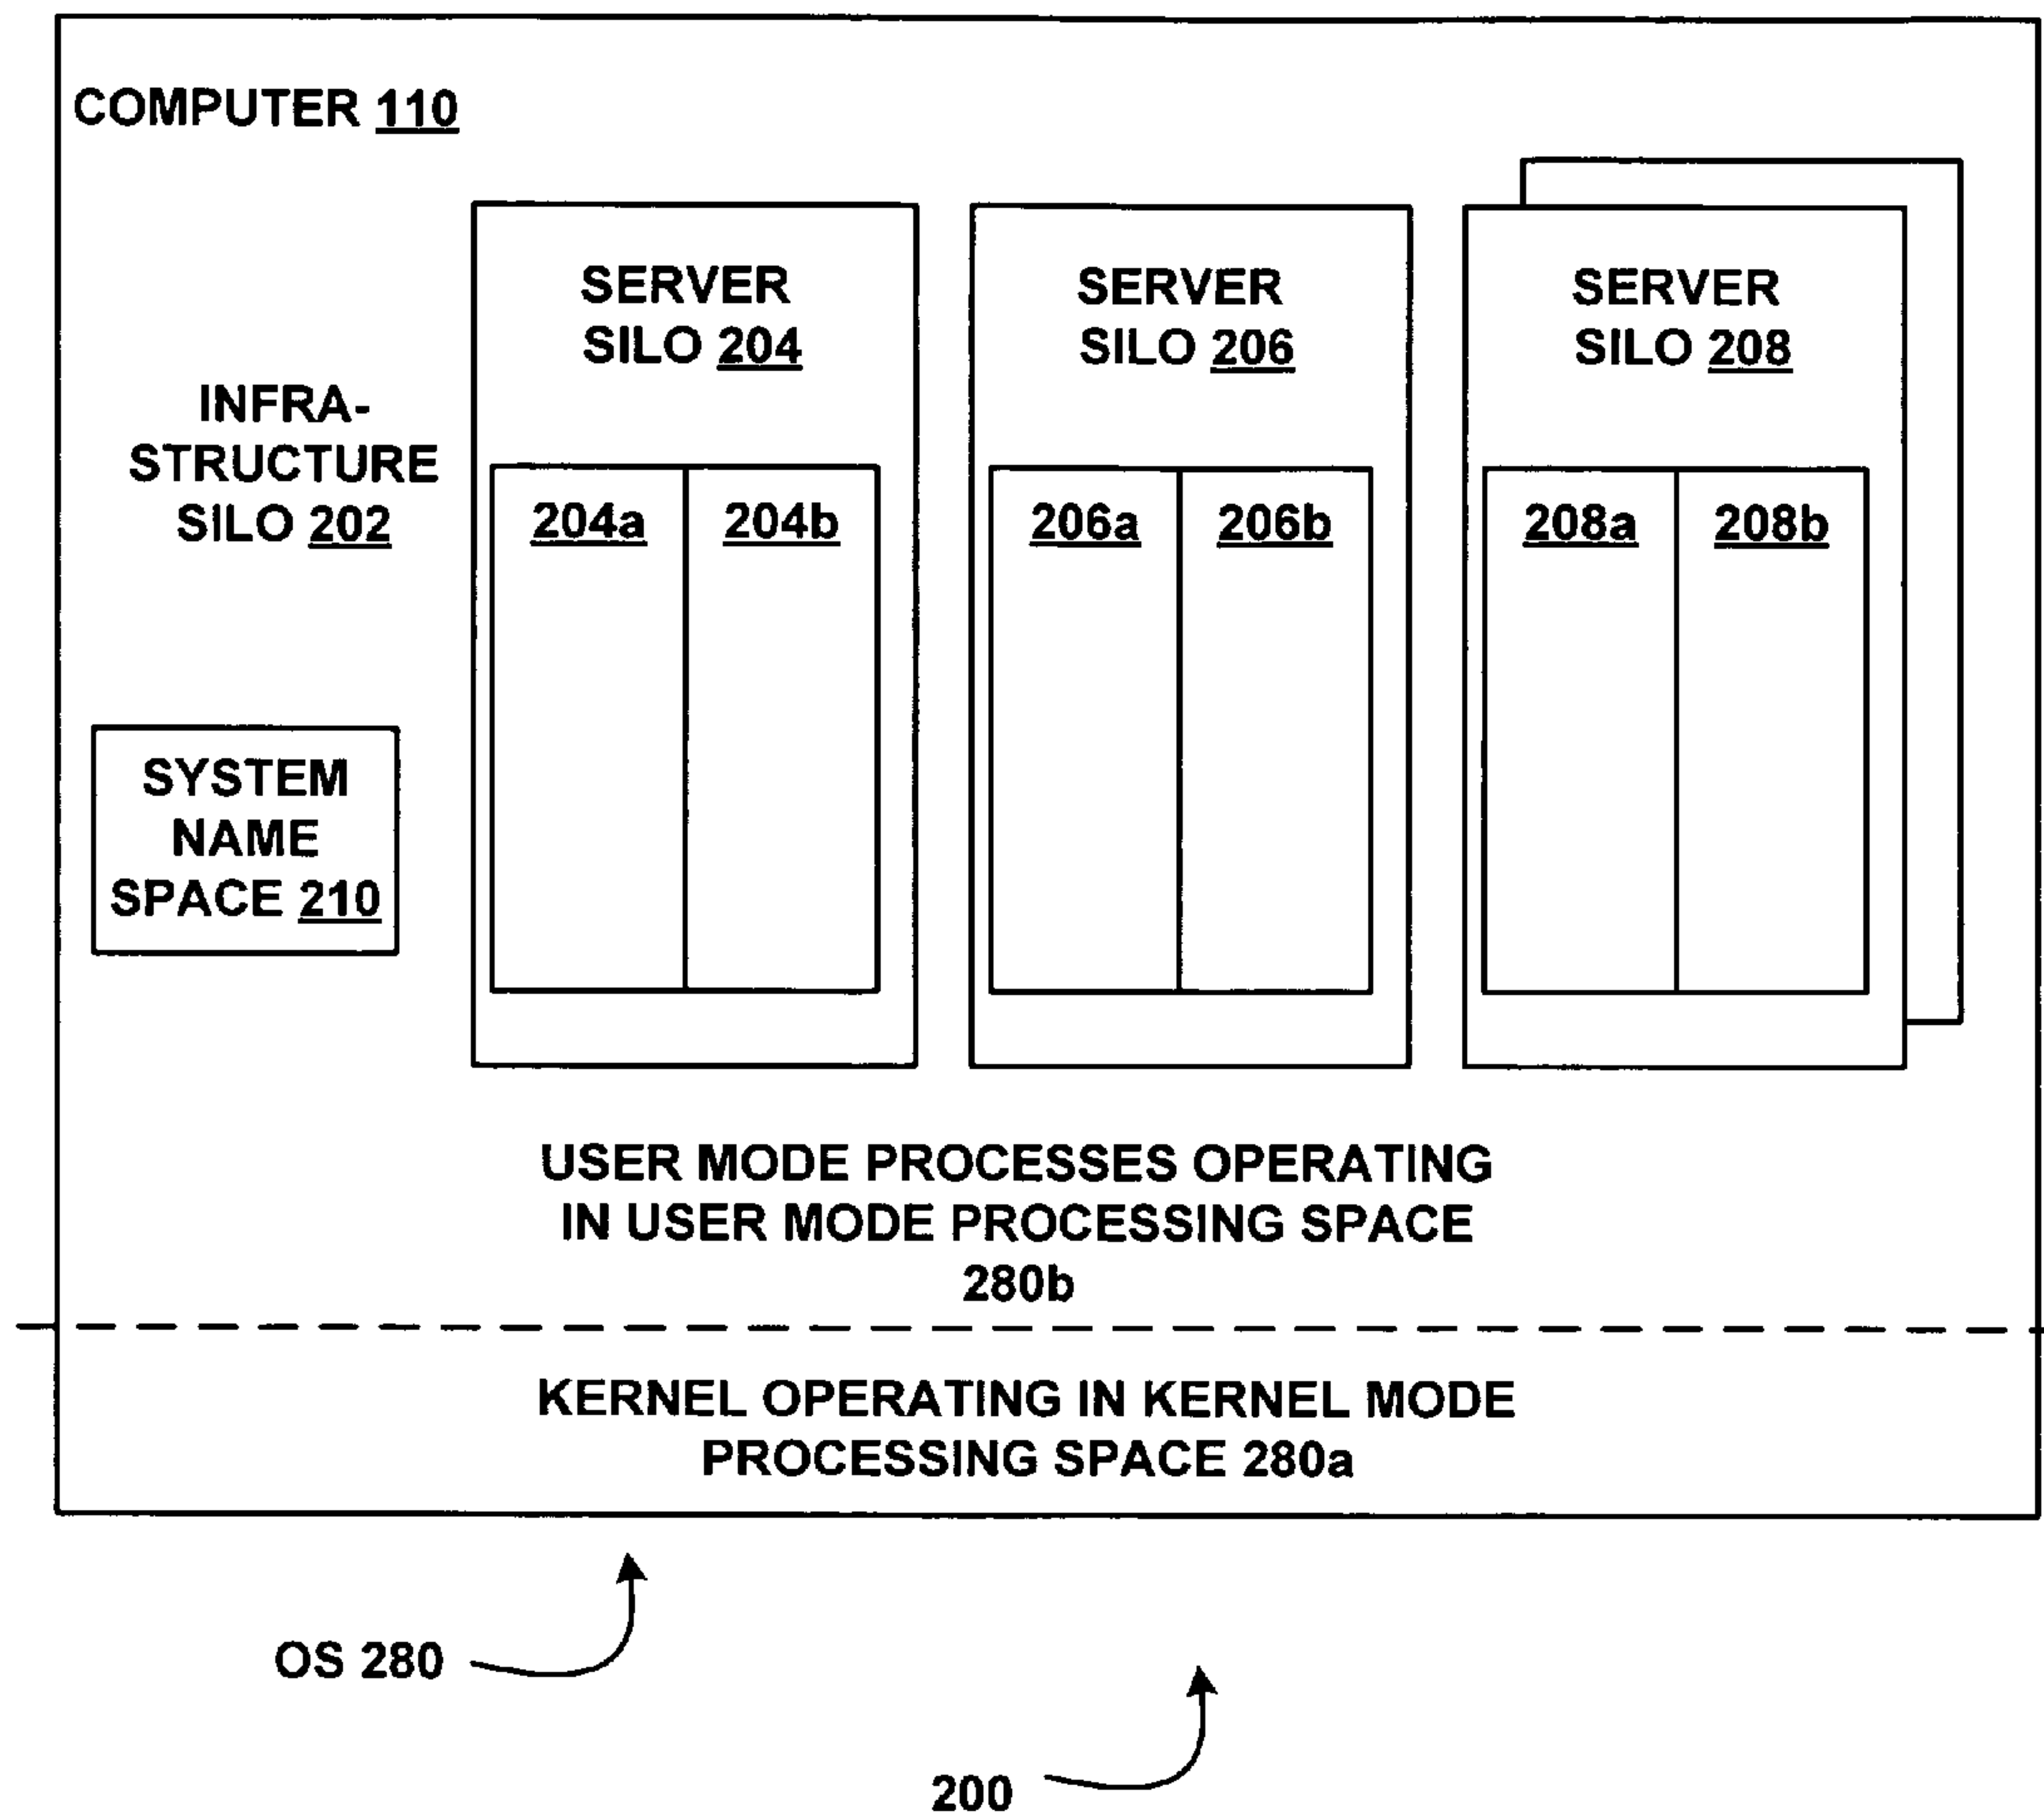 COMPUTER 110
SERVER
SILO 204
SERVER
SILO 206
SERVER
SILO 208
INFRA-
STRUCTURE
SILO 202
204a
204b
206a
206b
208a
208b
SYSTEM
NAME
SPACE 210
USER MODE PROCESSES OPERATING
IN USER MODE PROCESSING SPACE
280b
KERNEL OPERATING IN KERNEL MODE
PROCESSING SPACE 280a
OS 280
200